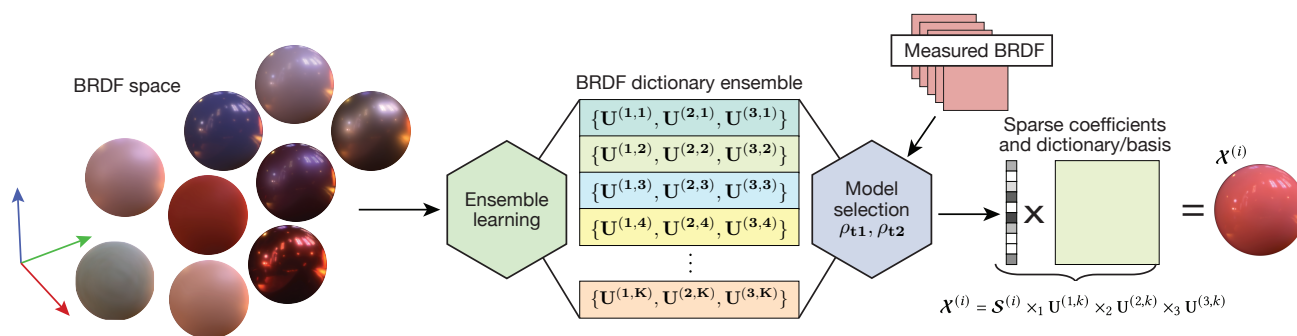 BRDF space
Ensemble
learning
BRDF dictionary ensemble
{U^(1,1), U^(2,1), U^(3,1)}
{U^(1,2), U^(2,2), U^(3,2)}
{U^(1,3), U^(2,3), U^(3,3)}
{U^(1,4), U^(2,4), U^(3,4)}
⋮
{U^(1,K), U^(2,K), U^(3,K)}
Measured BRDF
Model
selection
ρ_t1, ρ_t2
Sparse coefficients
and dictionary/basis
x
=
𝒳^(i)
𝒳^(i) = 𝒮^(i) ×₁ U^(1,k) ×₂ U^(2,k) ×₃ U^(3,k)